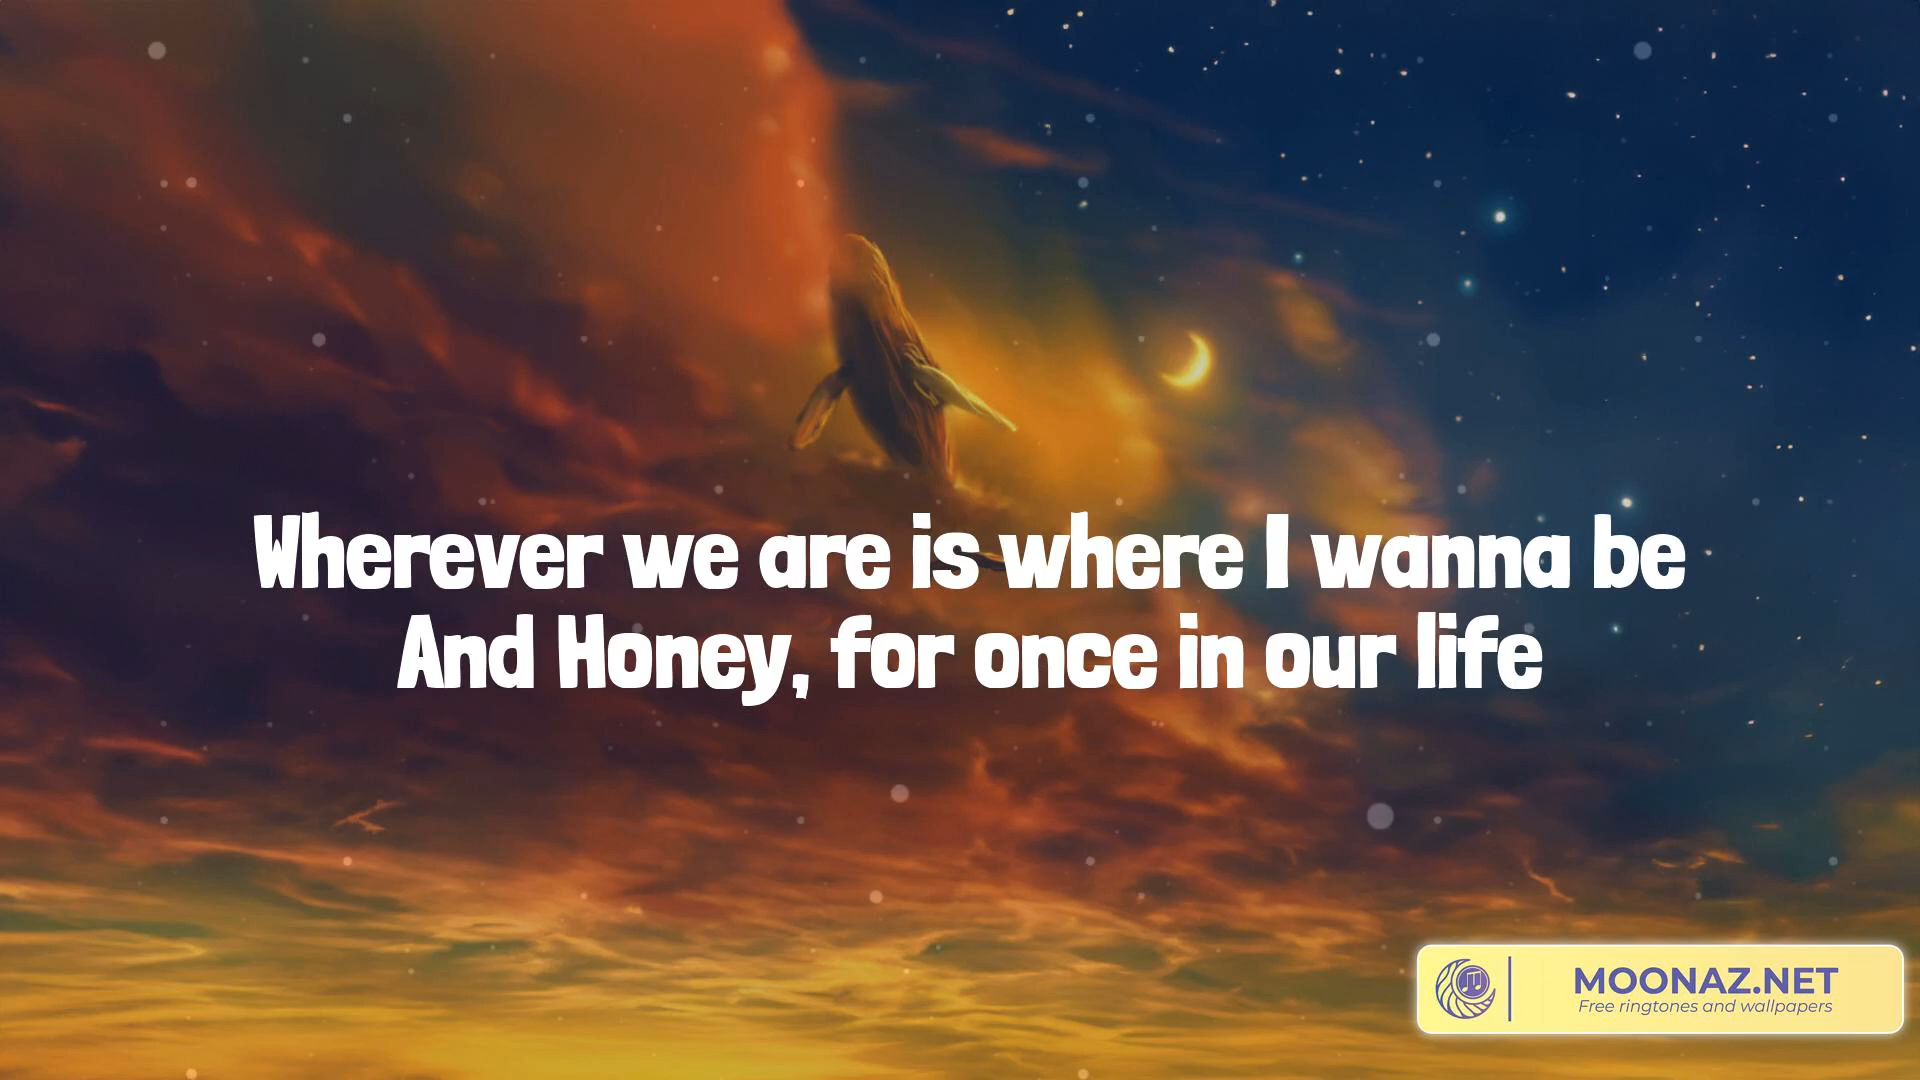 Wherever we are is where I wanna be
And Honey, for once in our life
MOONAZ.NET
Free ringtones and wallpapers